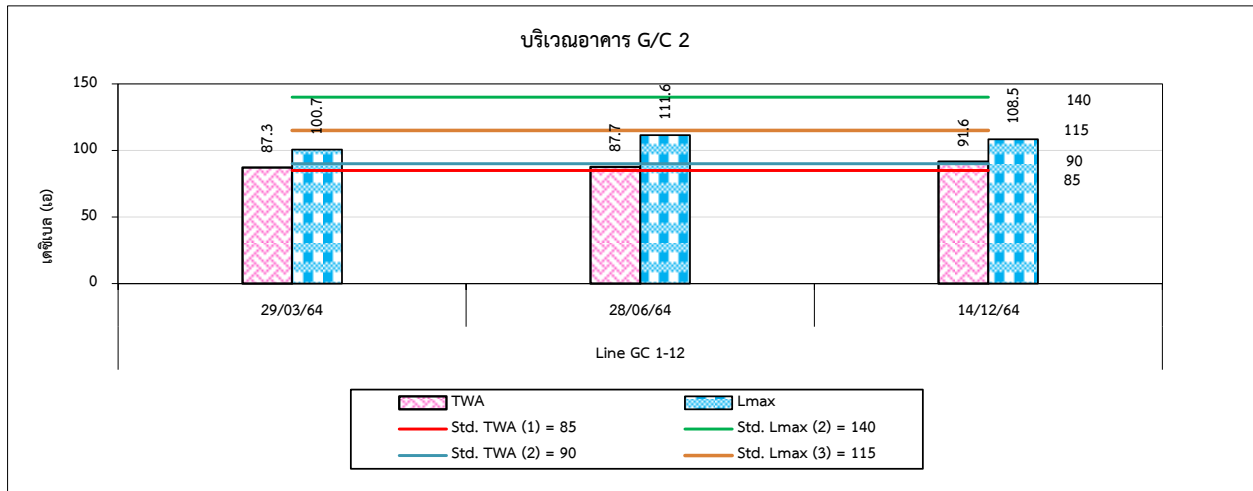 บริเวณอาคาร G/C 2
เดซิเบล (เอ)
150
100
50
0
87.3
100.7
87.7
111.6
91.6
108.5
140
115
90
85
29/03/64
28/06/64
14/12/64
Line GC 1-12
TWA
Lmax
Std. TWA (1) = 85
Std. Lmax (2) = 140
Std. TWA (2) = 90
Std. Lmax (3) = 115